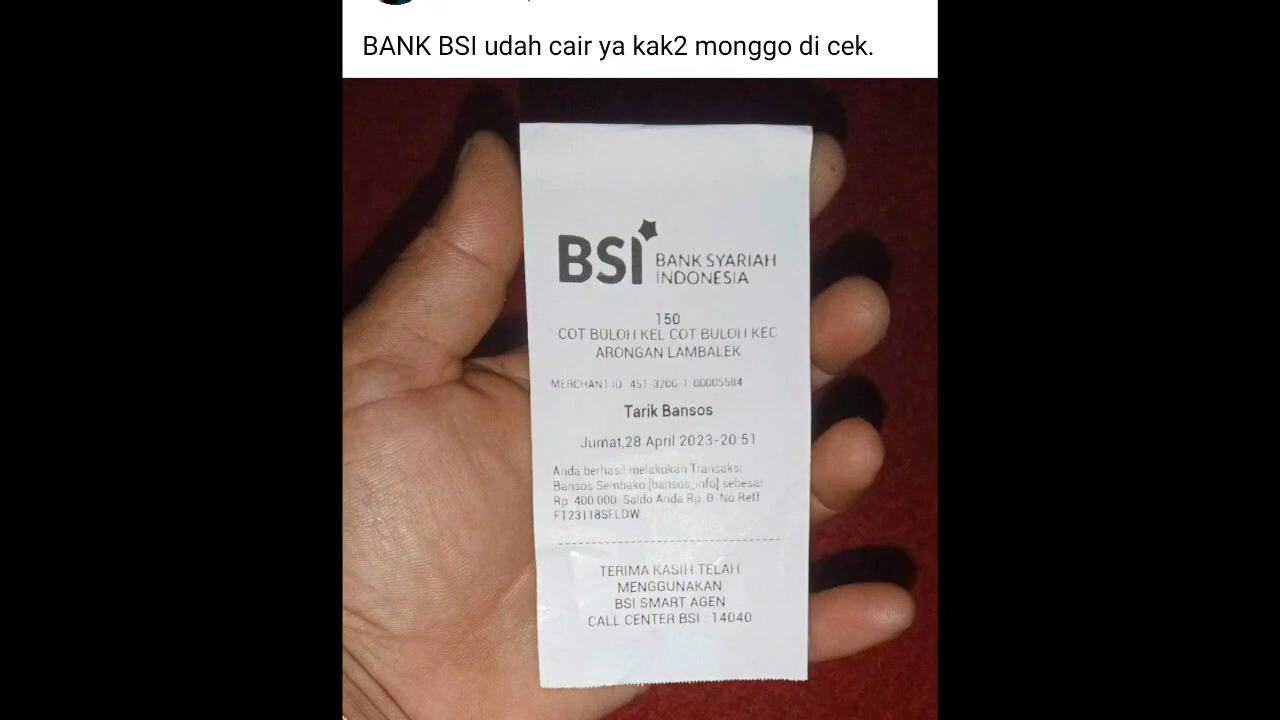 BANK BSI udah cair ya kak2 monggo di cek.
BSI
BANK SYARIAH
INDONESIA
150
COT BULOH KEL COT BULOH KEC
ARONGAN LAMBALEK
MERCHANT ID 451-3206-1-00005584
Tarik Bansos
Jumat,28 April 2023-20:51
Anda berhasil melakukan Transaksi
Bansos Sembako [bansos_info] sebesar
Rp. 400.000. Saldo Anda Rp. 0. No Reff
FT23118SFLDW
TERIMA KASIH TELAH
MENGGUNAKAN
BSI SMART AGEN
CALL CENTER BSI : 14040